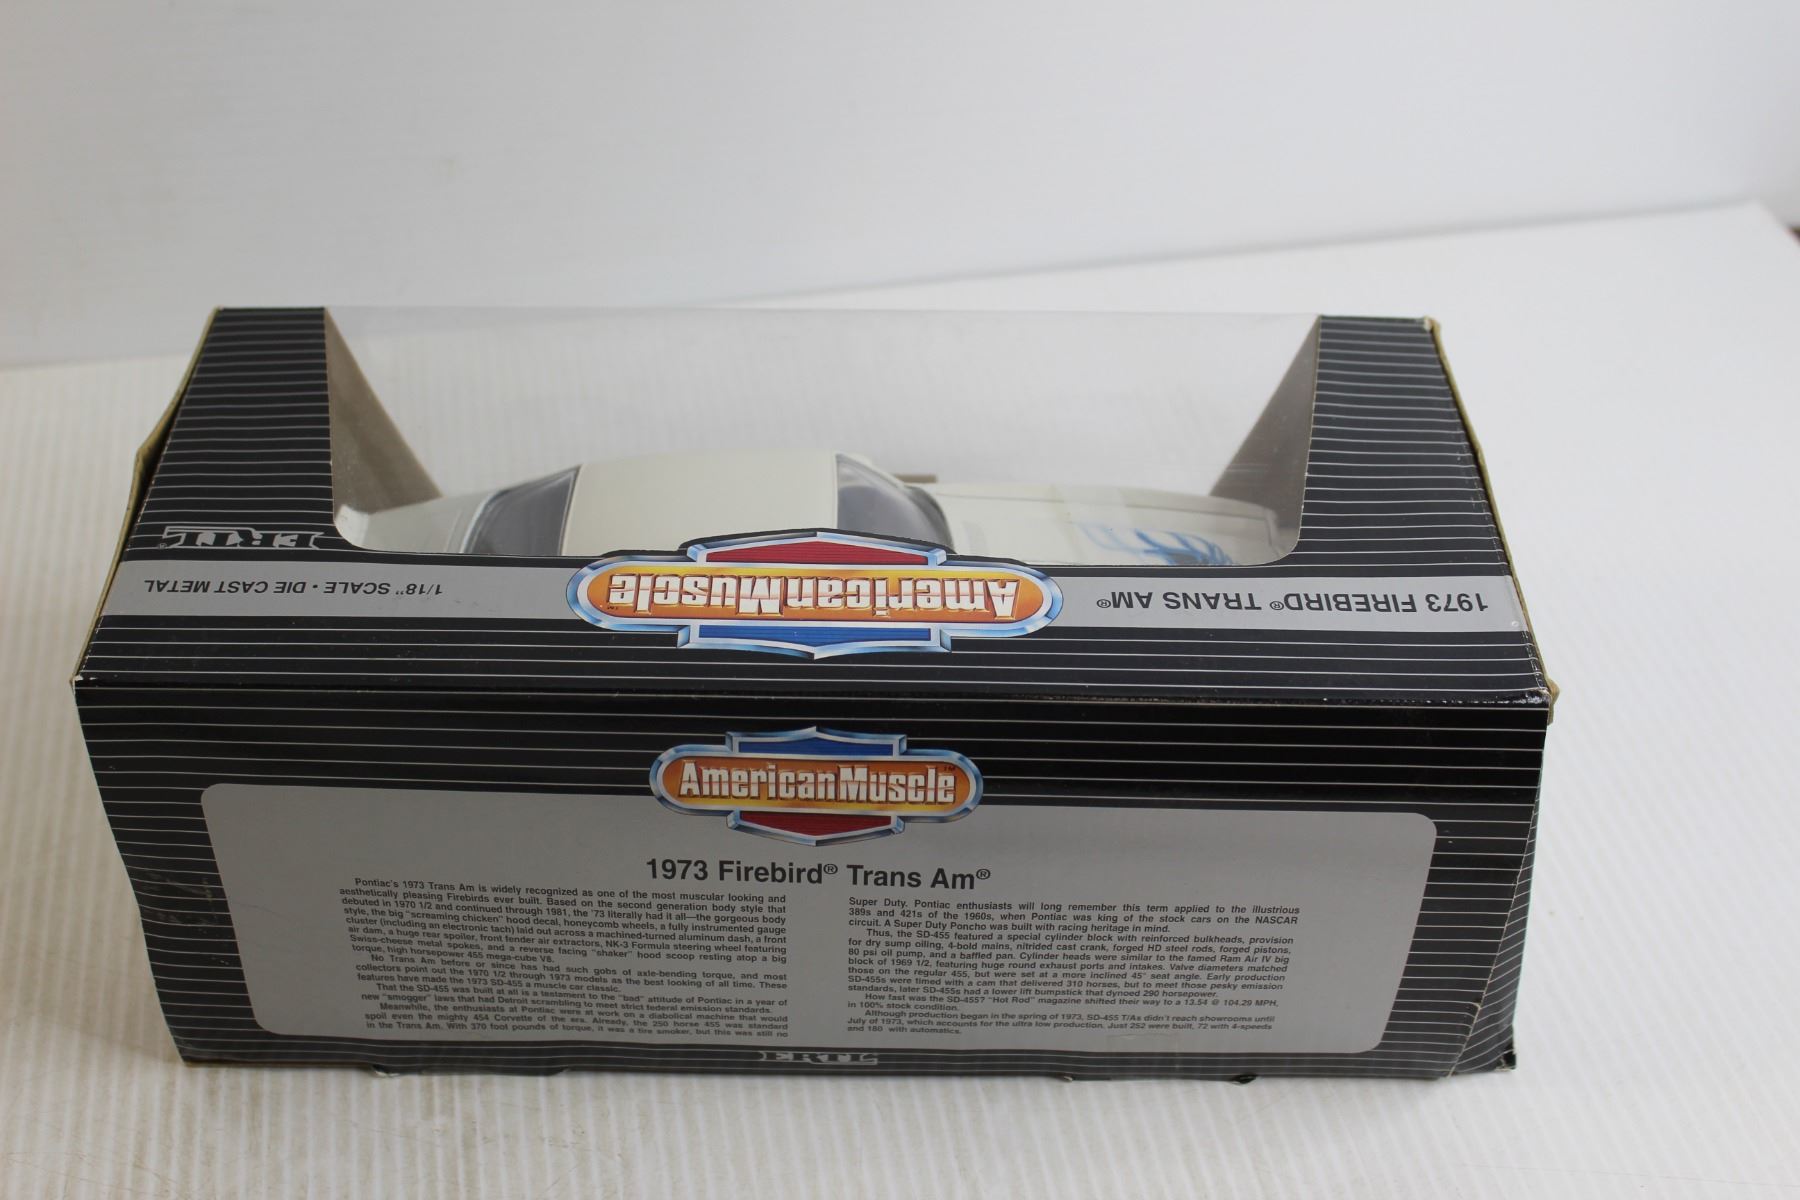 ERTL®
1/18" SCALE • DIE CAST METAL
AmericanMuscle™
1973 FIREBIRD® TRANS AM®
AmericanMuscle™
1973 Firebird® Trans Am®
Pontiac's 1973 Trans Am is widely recognized as one of the most muscular looking and
aesthetically pleasing Firebirds ever built. Based on the second generation body style that
debuted in 1970 1/2 and continued through 1981, the '73 literally had it all—the gorgeous body
style, the big "screaming chicken" hood decal, honeycomb wheels, a fully instrumented gauge
cluster (including an electronic tach) laid out across a machined-turned aluminum dash, a front
air dam, a huge rear spoiler, front fender air extractors, NK-3 Formula steering wheel featuring
Swiss-cheese metal spokes, and a reverse facing "shaker" hood scoop resting atop a big
torque, high horsepower 455 mega-cube V8.
No Trans Am before or since has had such gobs of axle-bending torque, and most
collectors point out the 1970 1/2 through 1973 models as the best looking of all time. These
features have made the 1973 SD-455 a muscle car classic.
That the SD-455 was built at all is a testament to the "bad" attitude of Pontiac in a year of
new "smogger" laws that had Detroit scrambling to meet strict federal emission standards.
Meanwhile, the enthusiasts at Pontiac were at work on a diabolical machine that would
spoil even the mighty 454 Corvette of the era. Already, the 250 horse 455 was standard
in the Trans Am. With 370 foot pounds of torque, it was a tire smoker, but this was still no
Super Duty. Pontiac enthusiasts will long remember this term applied to the illustrious
389s and 421s of the 1960s, when Pontiac was king of the stock cars on the NASCAR
circuit. A Super Duty Poncho was built with racing heritage in mind.
Thus, the SD-455 featured a special cylinder block with reinforced bulkheads, provision
for dry sump oiling, 4-bold mains, nitrided cast crank, forged HD steel rods, forged pistons,
80 psi oil pump, and a baffled pan. Cylinder heads were similar to the famed Ram Air IV big
block of 1969 1/2, featuring huge round exhaust ports and intakes. Valve diameters matched
those on the regular 455, but were set at a more inclined 45° seat angle. Early production
SD-455s were timed with a cam that delivered 310 horses, but to meet those pesky emission
standards, later SD-455s had a lower lift bumpstick that dynoed 290 horsepower.
How fast was the SD-455? "Hot Rod" magazine shifted their way to a 13.54 @ 104.29 MPH,
in 100% stock condition.
Although production began in the spring of 1973, SD-455 T/As didn't reach showrooms until
July of 1973, which accounts for the ultra low production. Just 252 were built, 72 with 4-speeds
and 180 with automatics.
ERTL